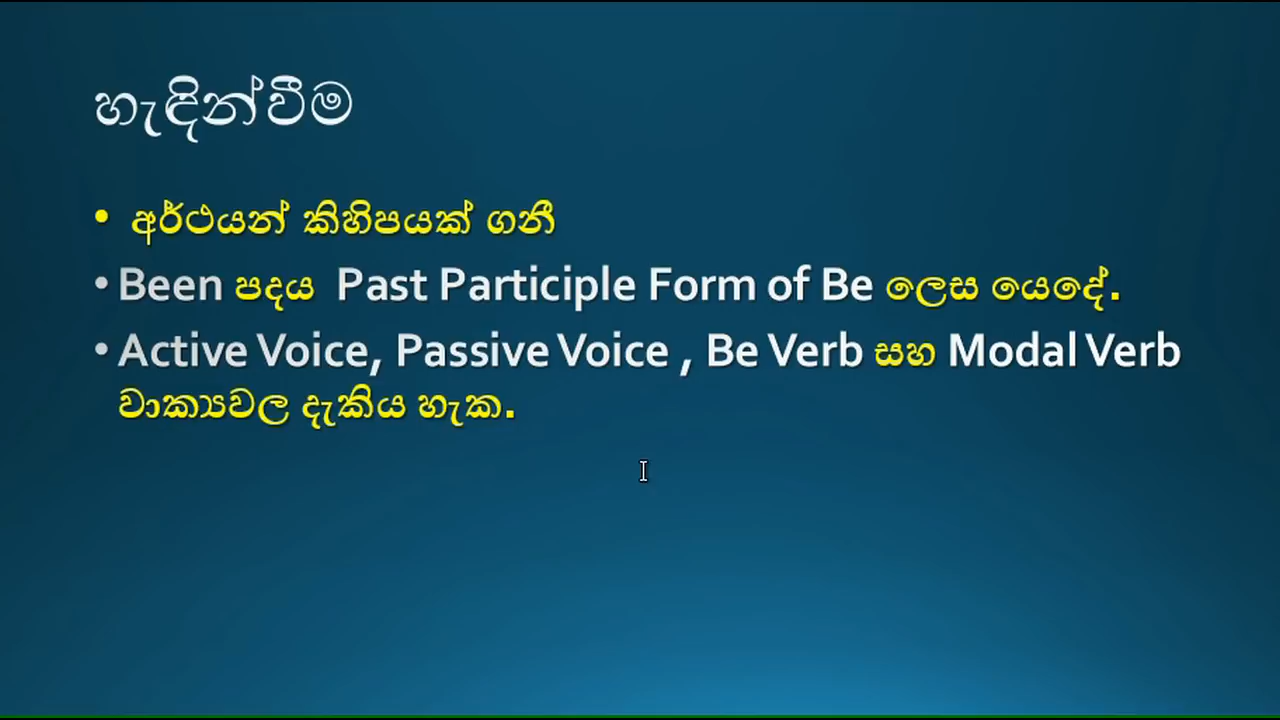 හැඳින්වීම
• අර්ථයන් කිහිපයක් ගනී
• Been පදය Past Participle Form of Be ලෙස යෙදේ.
• Active Voice, Passive Voice , Be Verb සහ Modal Verb
වාක්‍යවල දැකිය හැක.